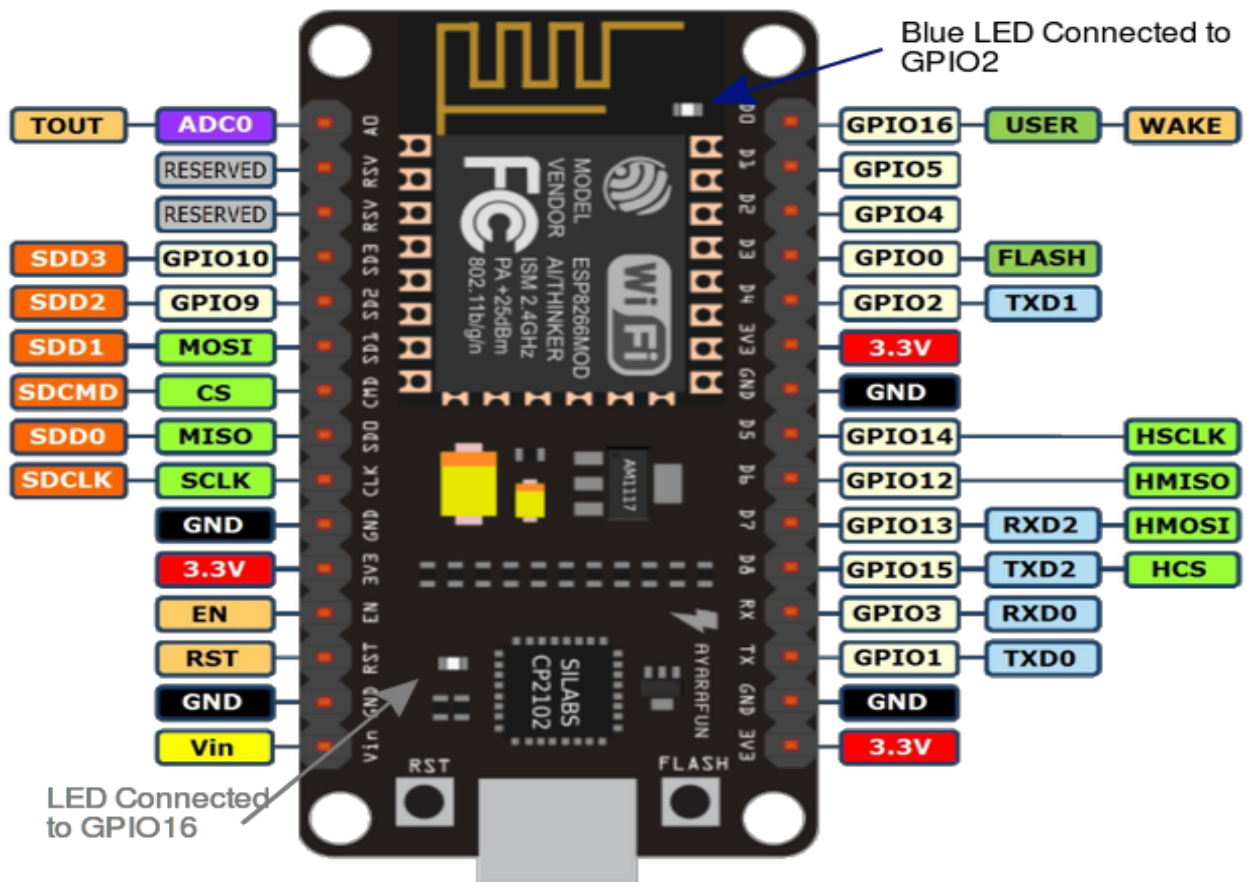 Blue LED Connected to
GPIO2
TOUT ADC0
RESERVED
RESERVED
SDD3 GPIO10
SDD2 GPIO9
SDD1 MOSI
SDCMD CS
SDD0 MISO
SDCLK SCLK
GND
3.3V
EN
RST
GND
Vin
A0
RSV
RSV
SD3
SD2
SD1
CMD
SD0
CLK
GND
3V3
EN
RST
GND
Vin
MODEL
VENDOR
FC
ESP8266MOD
AI/THINKER
ISM 2.4GHz
PA +25dBm
802.11b/g/n
WiFi
AM1117
SILABS
CP2102
AYARAFUN
RST
FLASH
D0
D1
D2
D3
D4
3V3
GND
D5
D6
D7
D8
RX
TX
GND
3V3
GPIO16 USER WAKE
GPIO5
GPIO4
GPIO0 FLASH
GPIO2 TXD1
3.3V
GND
GPIO14 HSCLK
GPIO12 HMISO
GPIO13 RXD2 HMOSI
GPIO15 TXD2 HCS
GPIO3 RXD0
GPIO1 TXD0
GND
3.3V
LED Connected
to GPIO16